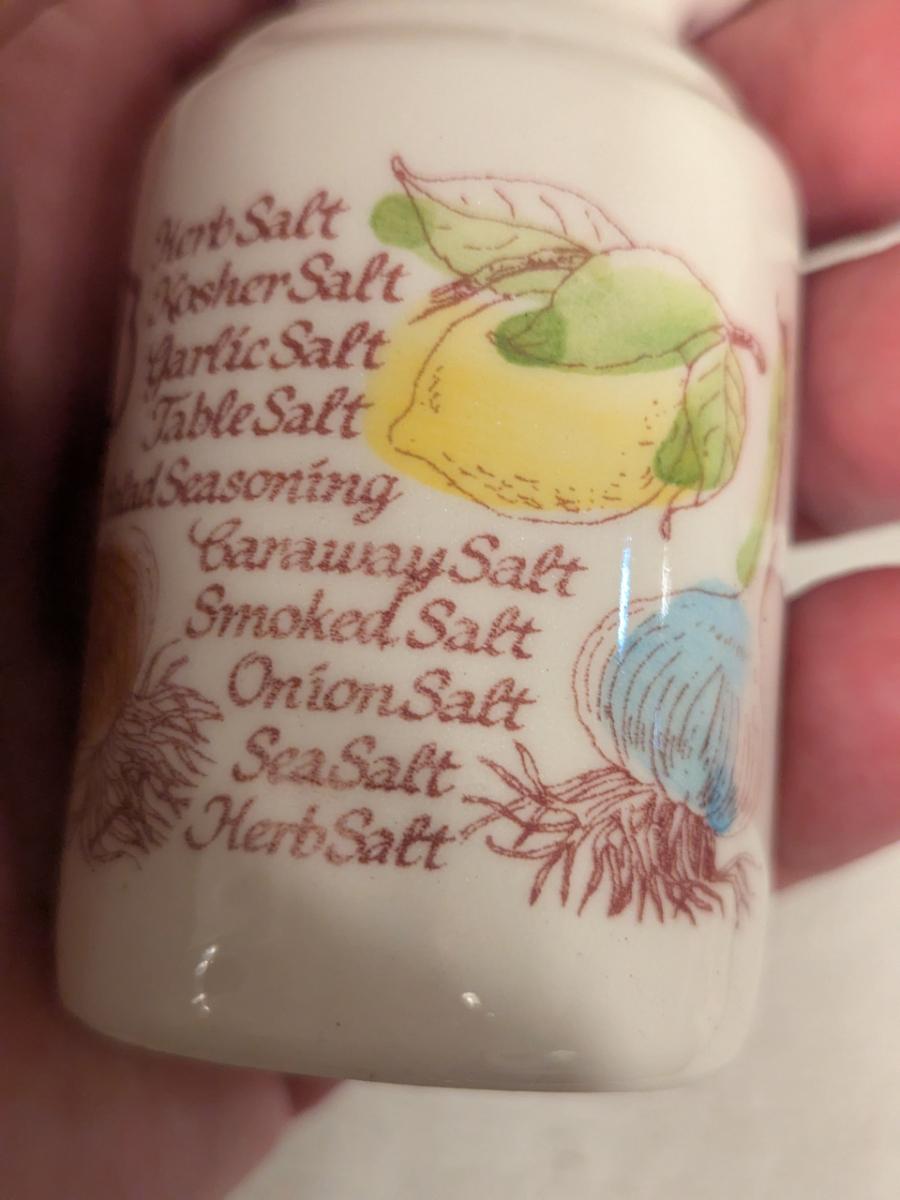 Herb Salt
Kosher Salt
Garlic Salt
Table Salt
Seasoning
Caraway Salt
Smoked Salt
Onion Salt
Sea Salt
Herb Salt